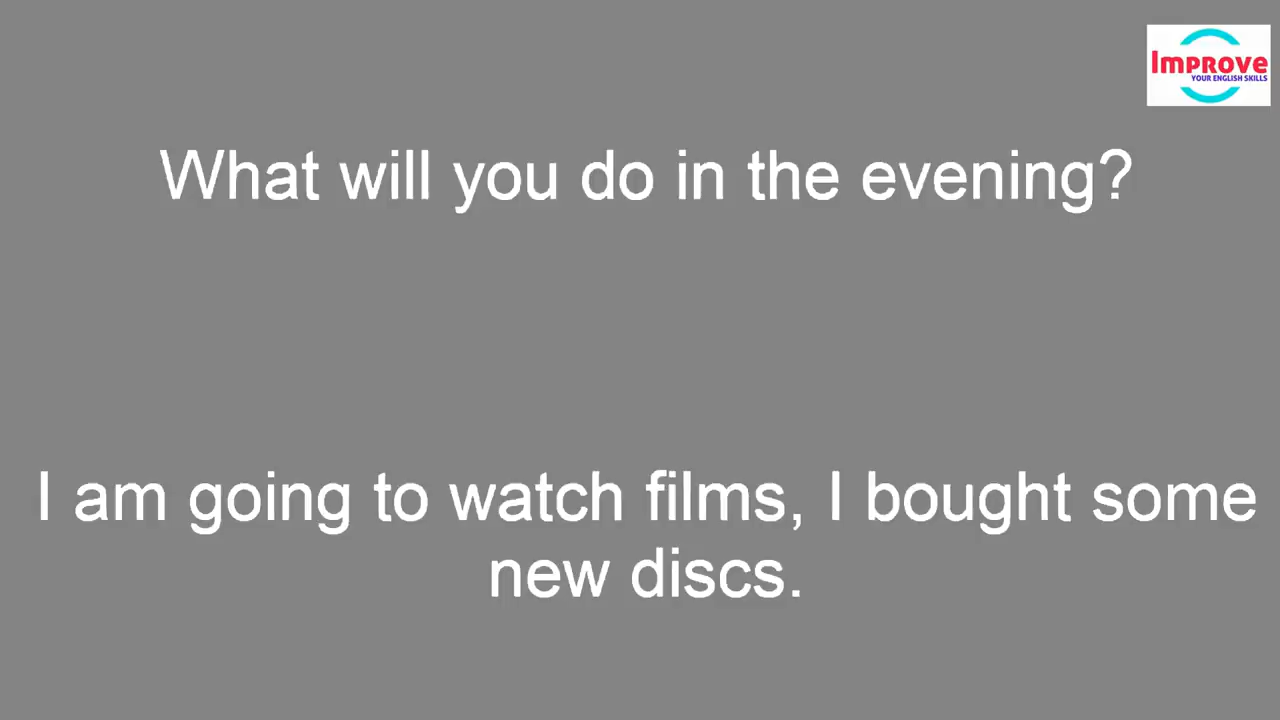 Improve
YOUR ENGLISH SKILLS
What will you do in the evening?
I am going to watch films, I bought some
new discs.